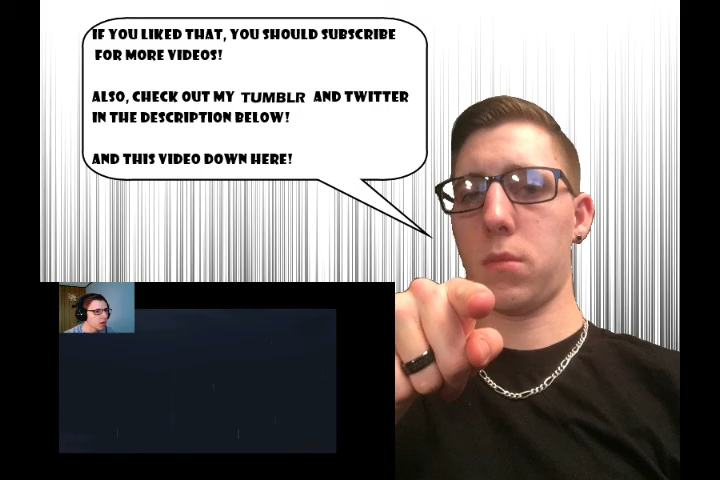 IF YOU LIKED THAT, YOU SHOULD SUBSCRIBE
FOR MORE VIDEOS!
ALSO, CHECK OUT MY TUMBLR AND TWITTER
IN THE DESCRIPTION BELOW!
AND THIS VIDEO DOWN HERE!